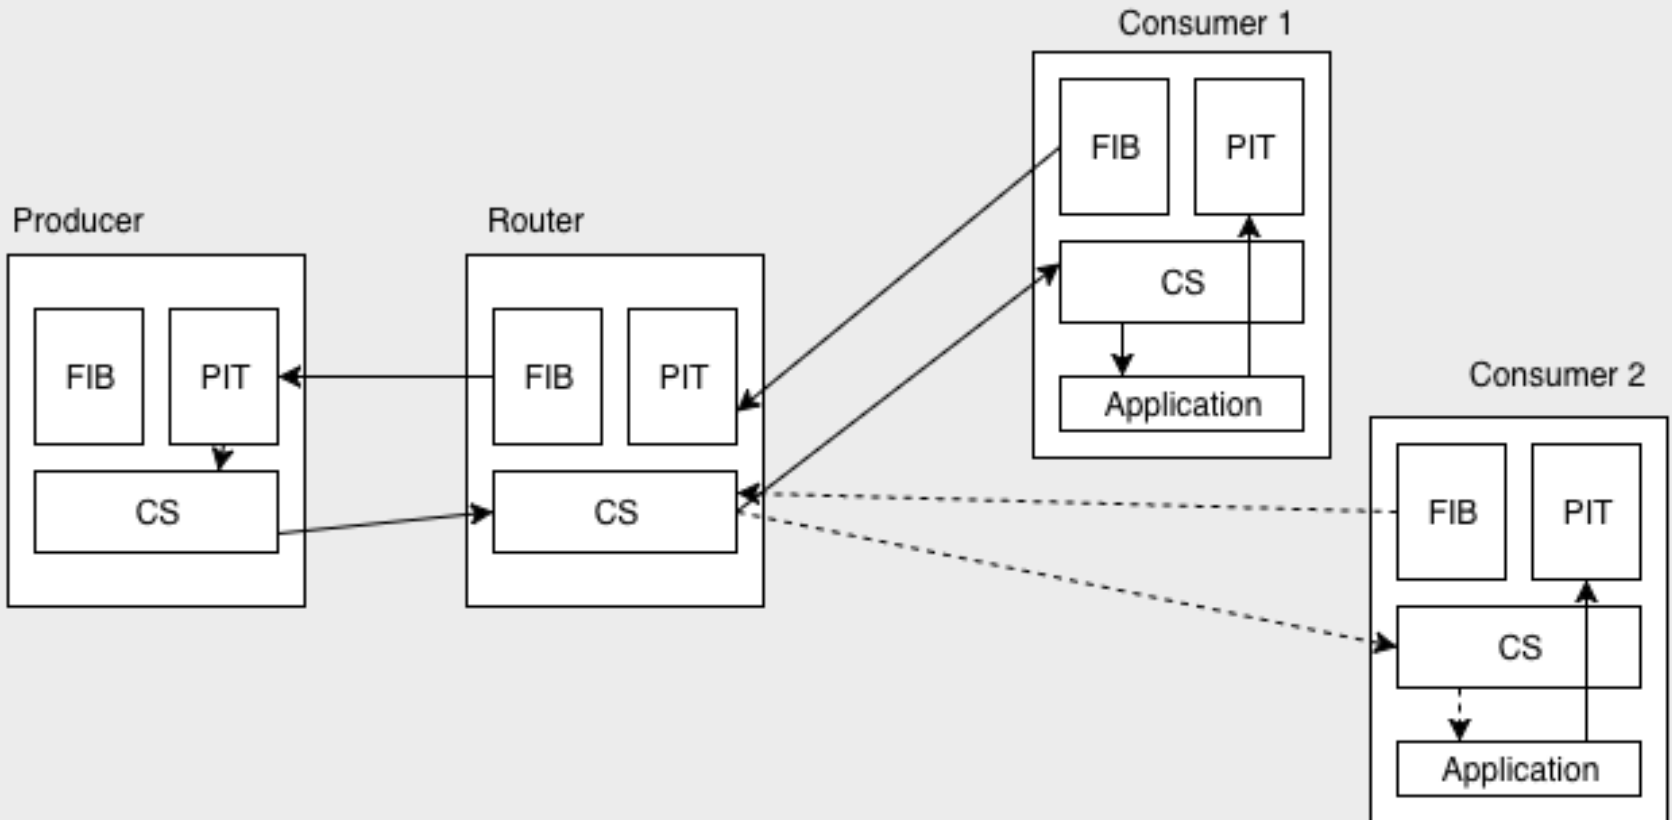 Consumer 1
FIB
PIT
CS
Application
Producer
FIB
PIT
CS
Router
FIB
PIT
CS
Consumer 2
FIB
PIT
CS
Application